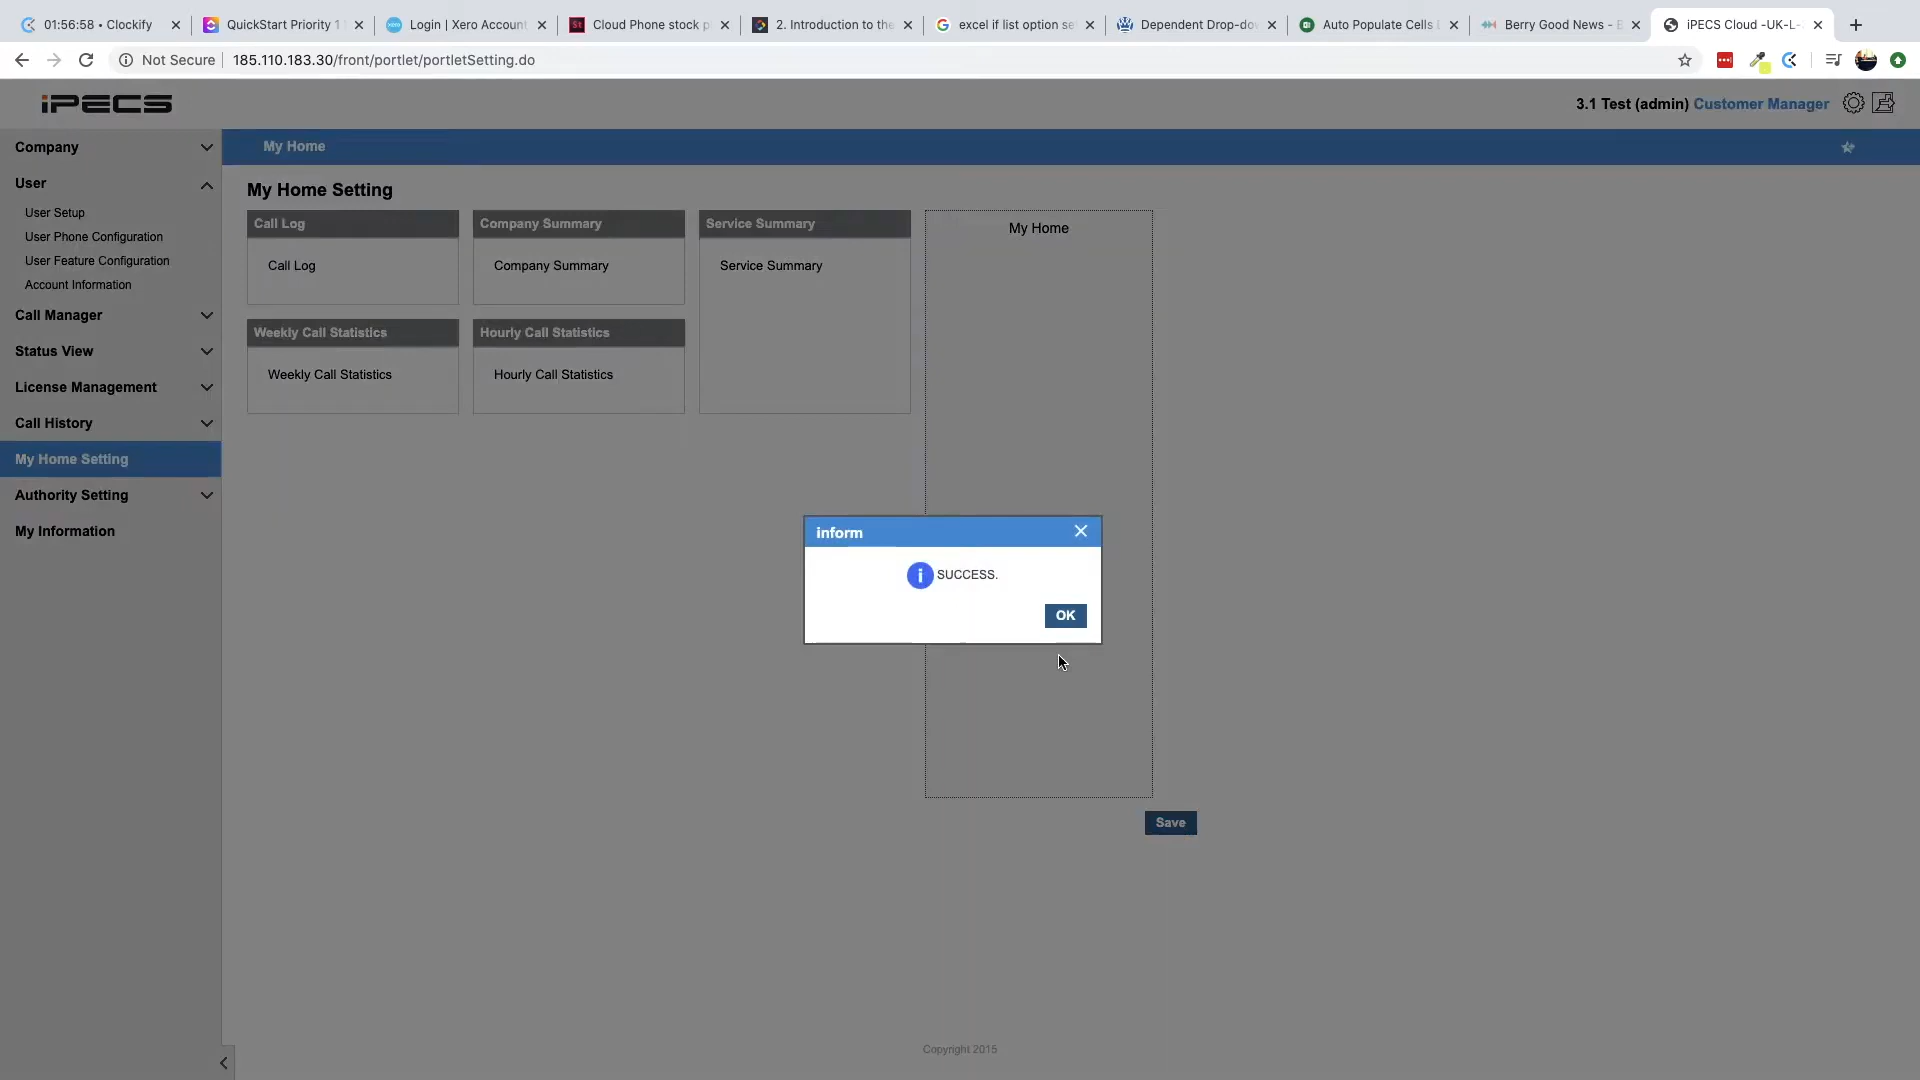 01:56:58 • Clockify
QuickStart Priority 1
Login | Xero Account
Cloud Phone stock p
2. Introduction to the
excel if list option se
Dependent Drop-do
Auto Populate Cells
Berry Good News - B
iPECS Cloud -UK-L-
Not Secure
185.110.183.30/front/portlet/portletSetting.do
iPECS
3.1 Test (admin) Customer Manager
Company
User
User Setup
User Phone Configuration
User Feature Configuration
Account Information
Call Manager
Status View
License Management
Call History
My Home Setting
Authority Setting
My Information
My Home
My Home Setting
Call Log
Company Summary
Service Summary
My Home
Call Log
Company Summary
Service Summary
Weekly Call Statistics
Hourly Call Statistics
Weekly Call Statistics
Hourly Call Statistics
inform
i SUCCESS.
OK
Save
Copyright 2015